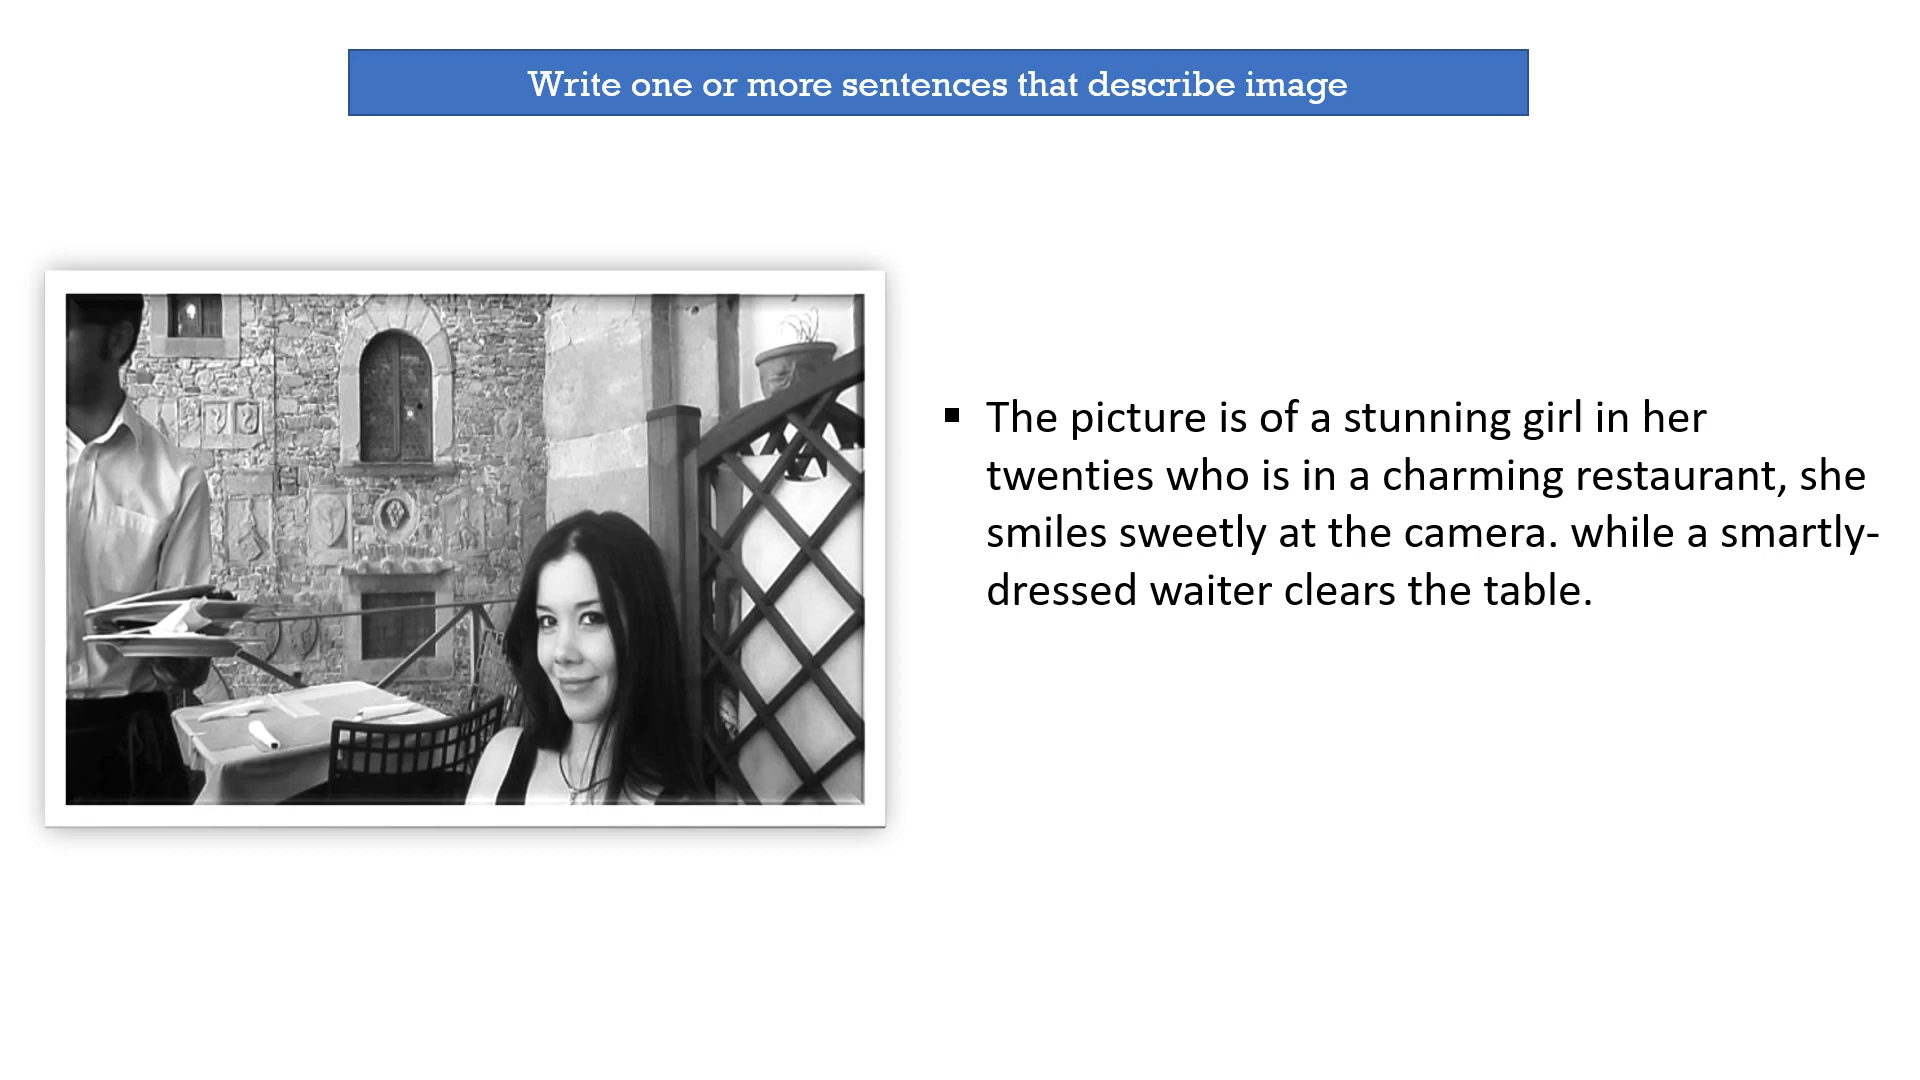 Write one or more sentences that describe image
▪ The picture is of a stunning girl in her
twenties who is in a charming restaurant, she
smiles sweetly at the camera. while a smartly-
dressed waiter clears the table.